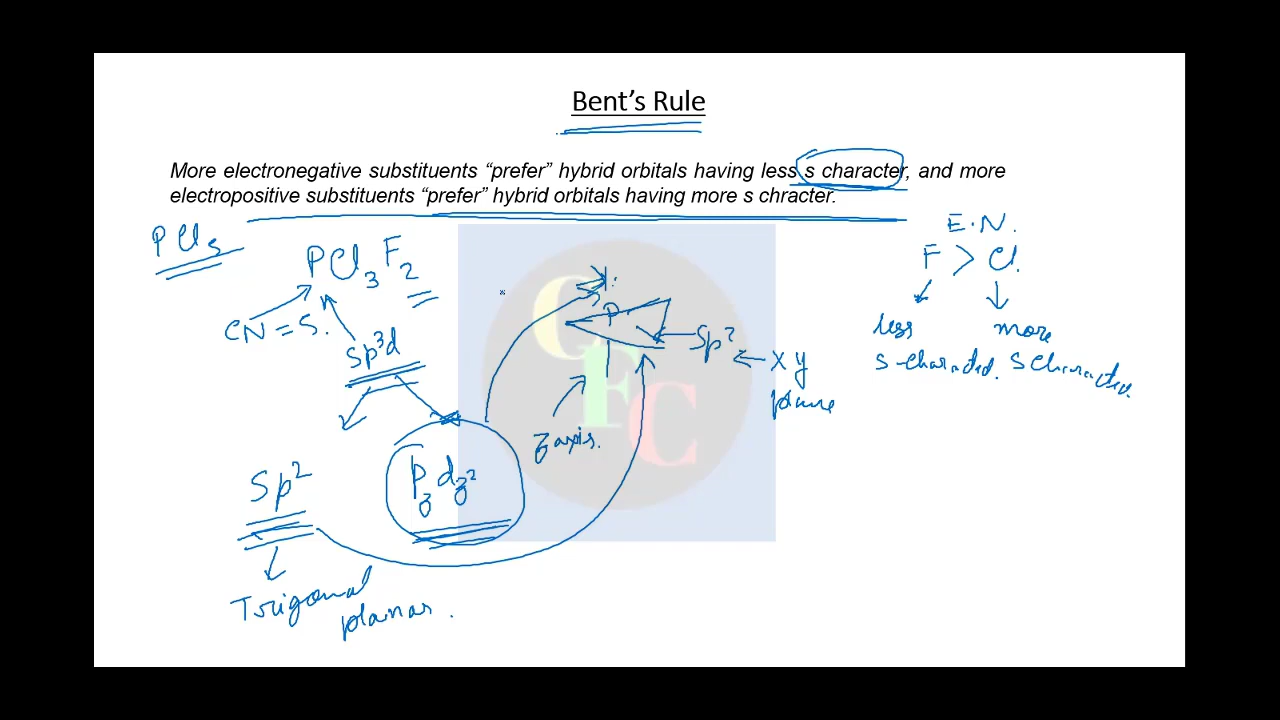 Bent’s Rule
More electronegative substituents “prefer” hybrid orbitals having less s character, and more
electropositive substituents “prefer” hybrid orbitals having more s chracter.
PCl5
PCl3F2
CN = 5.
sp3d
sp2
pz dz2
Trigonal
planar.
P
sp2
xy
plane
z axis.
E.N.
F > Cl.
less
s-character.
more
s character.
CFC